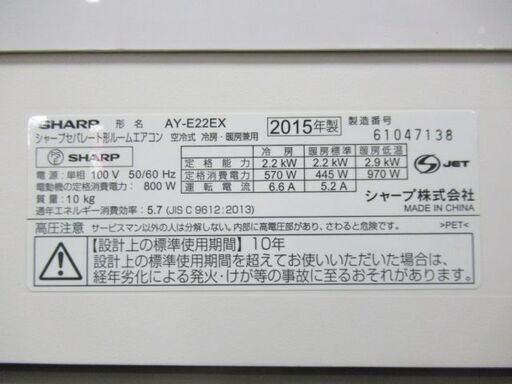 SHARP 形名 AY-E22EX 2015年製 製造番号
シャープセパレート形ルームエアコン 空冷式 冷房・暖房兼用 61047138
SHARP 冷房 暖房標準 暖房低温
定格能力 2.2 kW 2.2 kW 2.9 kW
電源:単相 100 V 50/60 Hz 定格消費電力 570 W 445 W 970 W JET
電動機の定格消費電力: 800 W 運転電流 6.6 A 5.2 A
質量:10 kg シャープ株式会社
通年エネルギー消費効率:5.7 (JIS C 9612:2013) MADE IN CHINA
高圧注意 サービスマン以外の人は分解しない。内部に高電圧部があり、さわると危険。 >PET<
【設計上の標準使用期間】10年
設計上の標準使用期間を超えてお使いいただいた場合は、
経年劣化による発火・けが等の事故に至るおそれがあります。